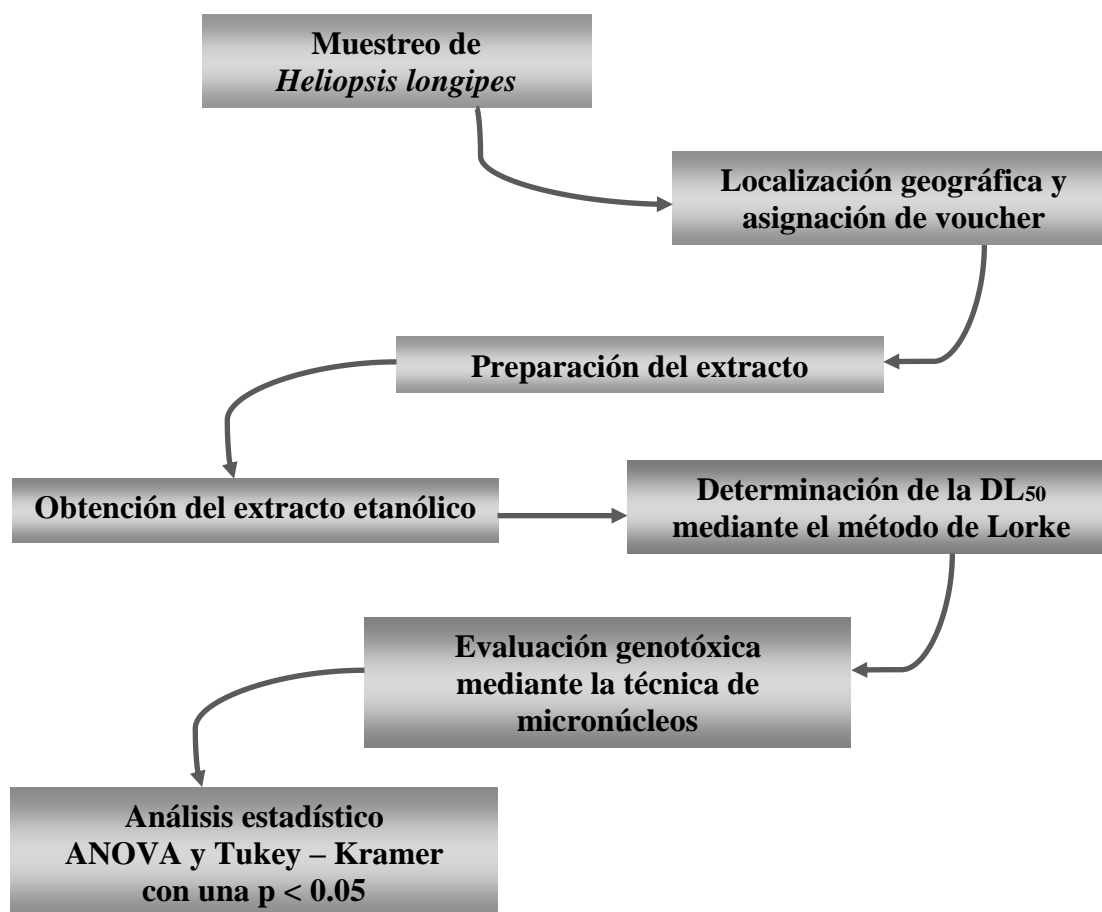 Muestreo de
Heliopsis longipes
Localización geográfica y
asignación de voucher
Preparación del extracto
Obtención del extracto etanólico
Determinación de la DL50
mediante el método de Lorke
Evaluación genotóxica
mediante la técnica de
micronúcleos
Análisis estadístico
ANOVA y Tukey – Kramer
con una p < 0.05